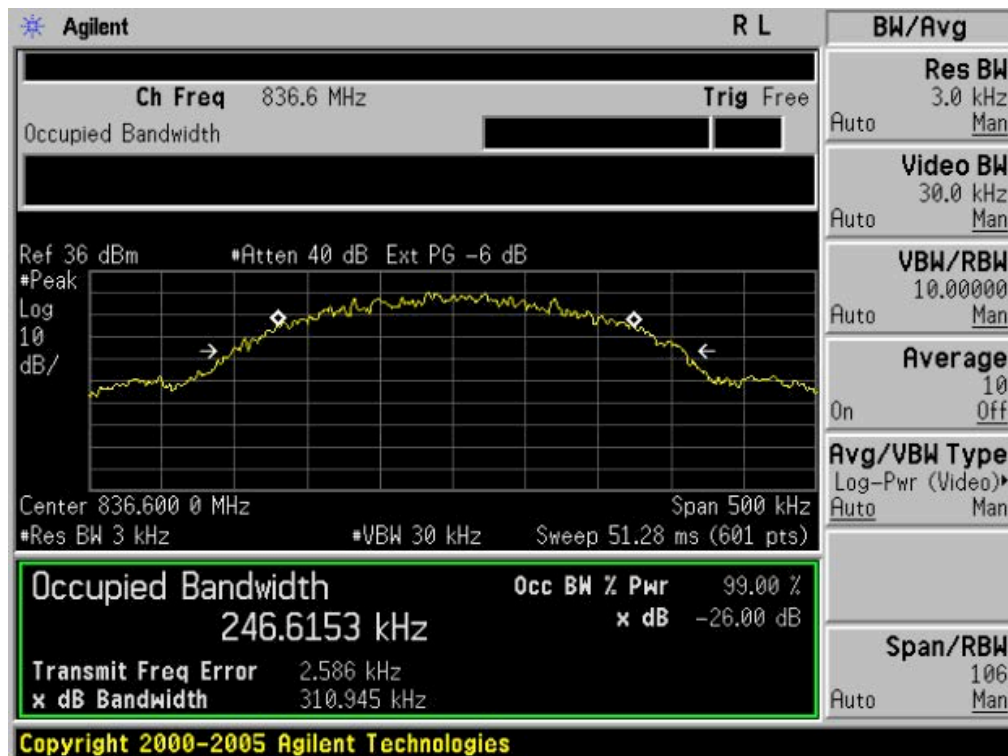 Agilent R L
Ch Freq 836.6 MHz Trig Free
Occupied Bandwidth
Ref 36 dBm #Atten 40 dB Ext PG -6 dB
#Peak
Log
10
dB/
Center 836.600 0 MHz Span 500 kHz
#Res BW 3 kHz #VBW 30 kHz Sweep 51.28 ms (601 pts)
Occupied Bandwidth Occ BW % Pwr 99.00 %
246.6153 kHz x dB -26.00 dB
Transmit Freq Error 2.586 kHz
x dB Bandwidth 310.945 kHz
Copyright 2000-2005 Agilent Technologies
BW/Avg
Res BW
3.0 kHz
Auto Man
Video BW
30.0 kHz
Auto Man
VBW/RBW
10.00000
Auto Man
Average
10
On Off
Avg/VBW Type
Log-Pwr (Video)
Auto Man
Span/RBW
106
Auto Man